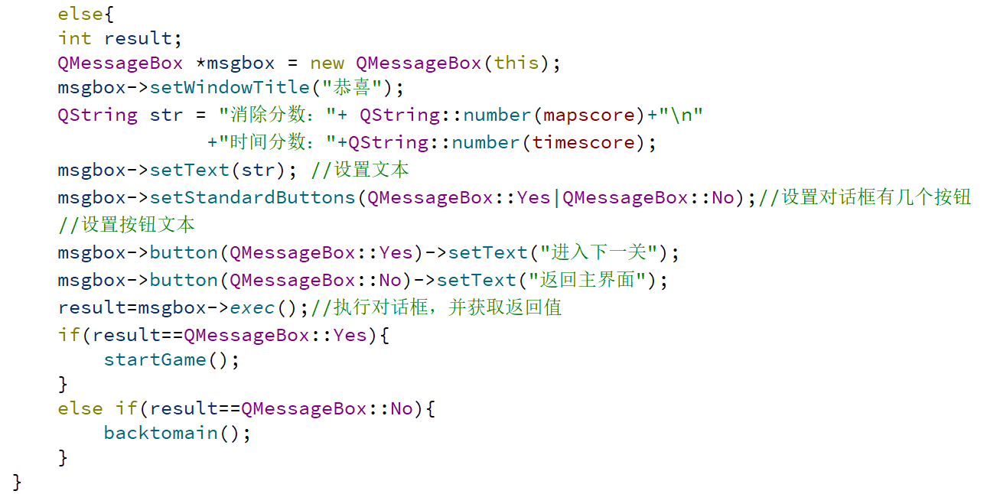 else{
int result;
QMessageBox *msgbox = new QMessageBox(this);
msgbox->setWindowTitle("恭喜");
QString str = "消除分数："+ QString::number(mapscore)+"\n"
+"时间分数："+QString::number(timescore);
msgbox->setText(str); //设置文本
msgbox->setStandardButtons(QMessageBox::Yes|QMessageBox::No);//设置对话框有几个按钮
//设置按钮文本
msgbox->button(QMessageBox::Yes)->setText("进入下一关");
msgbox->button(QMessageBox::No)->setText("返回主界面");
result=msgbox->exec();//执行对话框，并获取返回值
if(result==QMessageBox::Yes){
startGame();
}
else if(result==QMessageBox::No){
backtomain();
}
}